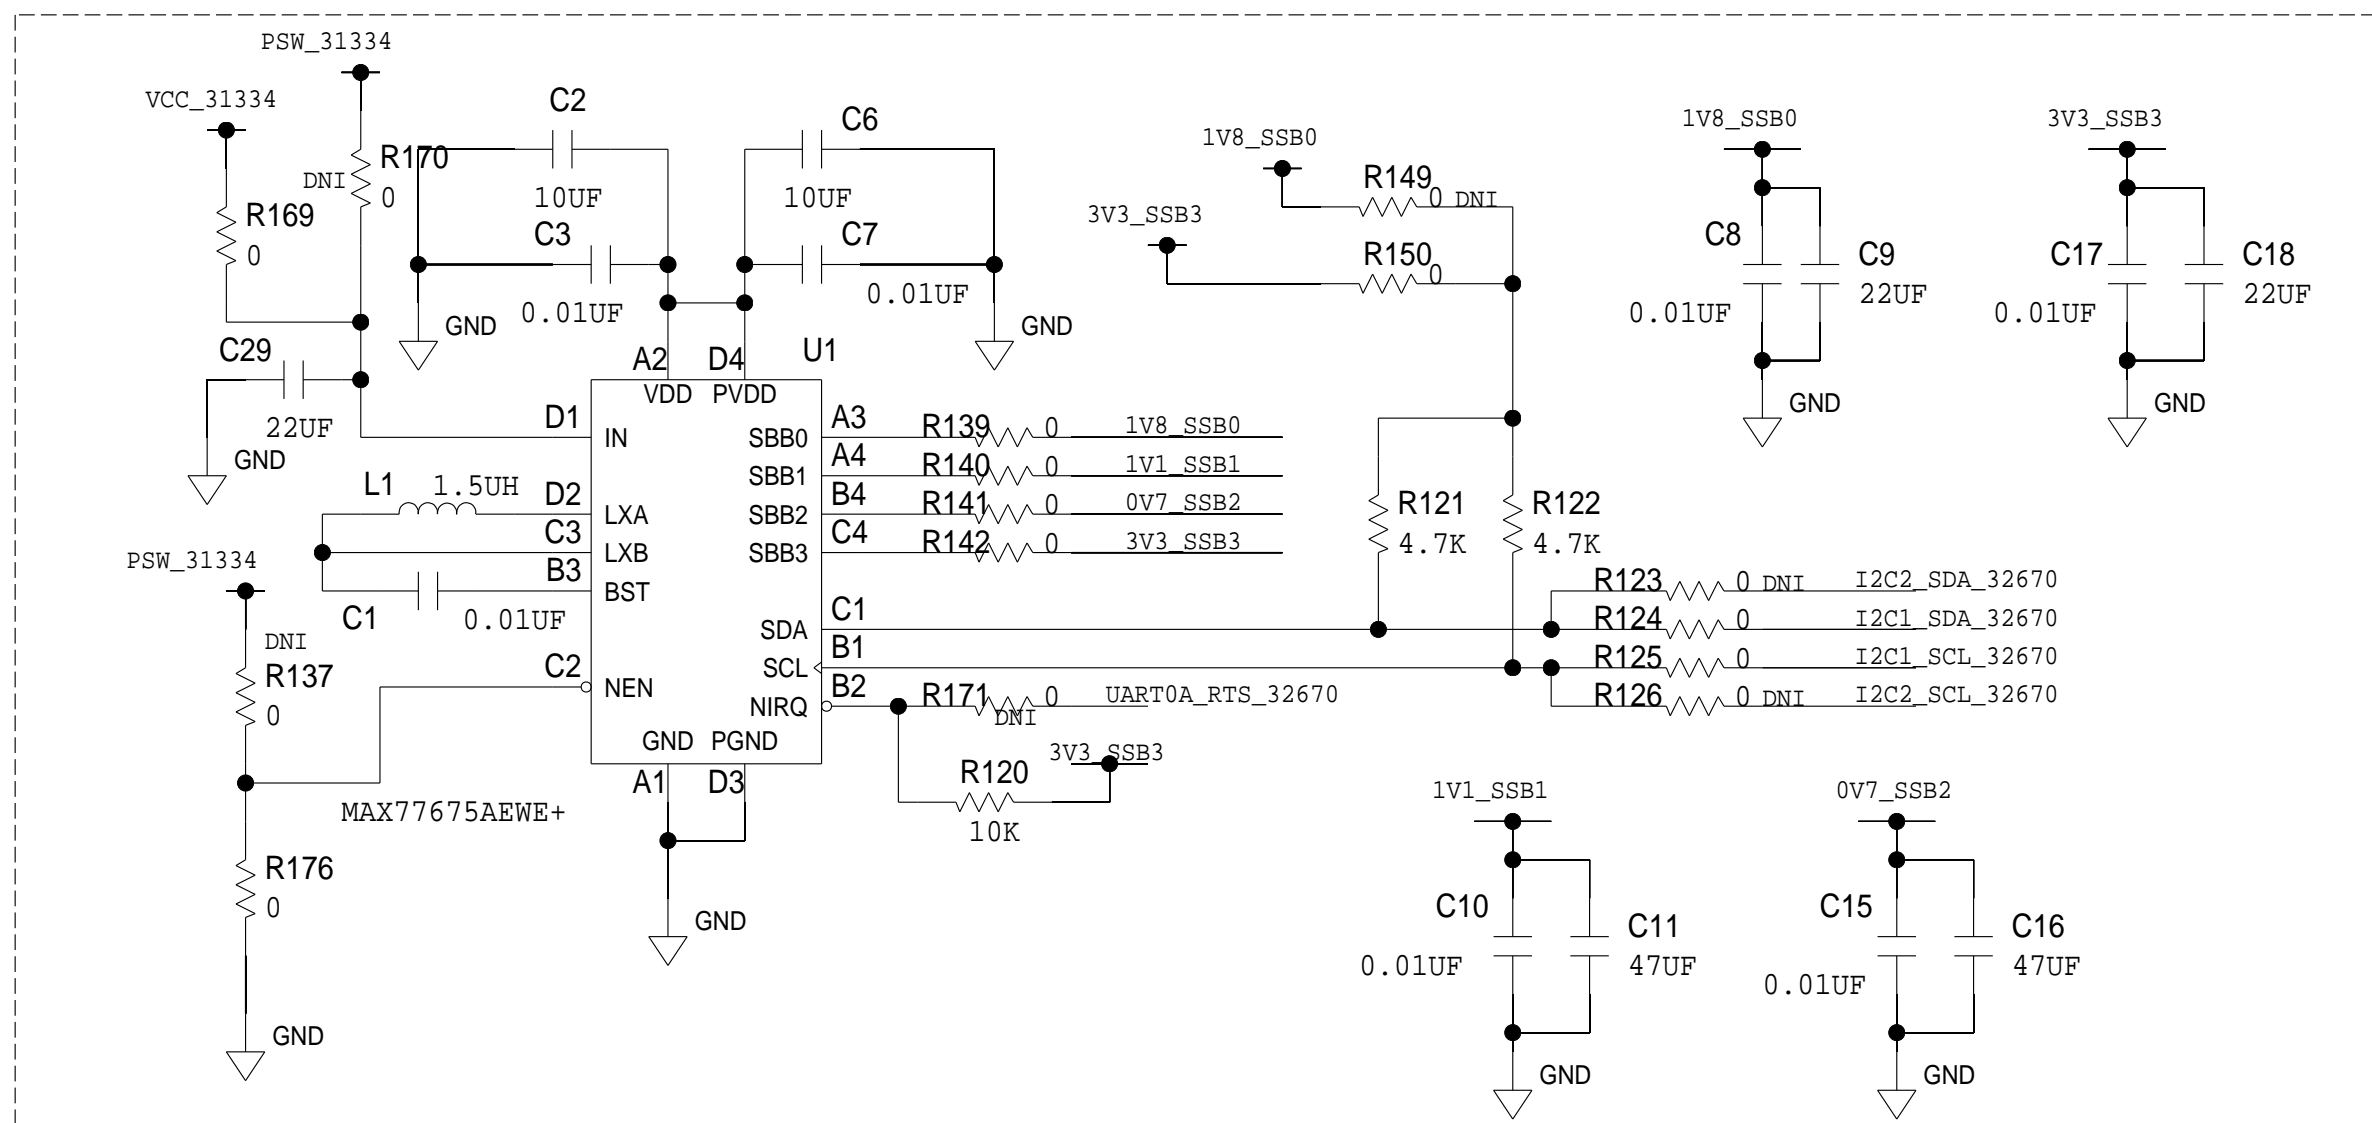 PSW_31334
VCC_31334
R170
DNI
0
R169
0
C2
10UF
C3
0.01UF
GND
C6
10UF
C7
0.01UF
GND
C29
22UF
GND
1V8_SSB0
R149
0 DNI
3V3_SSB3
R150
0
1V8_SSB0
C8
0.01UF
C9
22UF
GND
3V3_SSB3
C17
0.01UF
C18
22UF
GND
A2
D4
U1
VDD
PVDD
D1
IN
L1
1.5UH
D2
LXA
C3
LXB
B3
BST
C1
0.01UF
C2
NEN
SBB0
A3
R139
0
1V8_SSB0
SBB1
A4
R140
0
1V1_SSB1
SBB2
B4
R141
0
0V7_SSB2
SBB3
C4
R142
0
3V3_SSB3
R121
4.7K
R122
4.7K
SDA
C1
SCL
B1
NIRQ
B2
R171
0
DNI
UART0A_RTS_32670
R123
0 DNI
I2C2_SDA_32670
R124
0
I2C1_SDA_32670
R125
0
I2C1_SCL_32670
R126
0 DNI
I2C2_SCL_32670
3V3_SSB3
R120
10K
GND
PGND
A1
D3
MAX77675AEWE+
GND
PSW_31334
DNI
R137
0
R176
0
GND
1V1_SSB1
C10
0.01UF
C11
47UF
GND
0V7_SSB2
C15
0.01UF
C16
47UF
GND